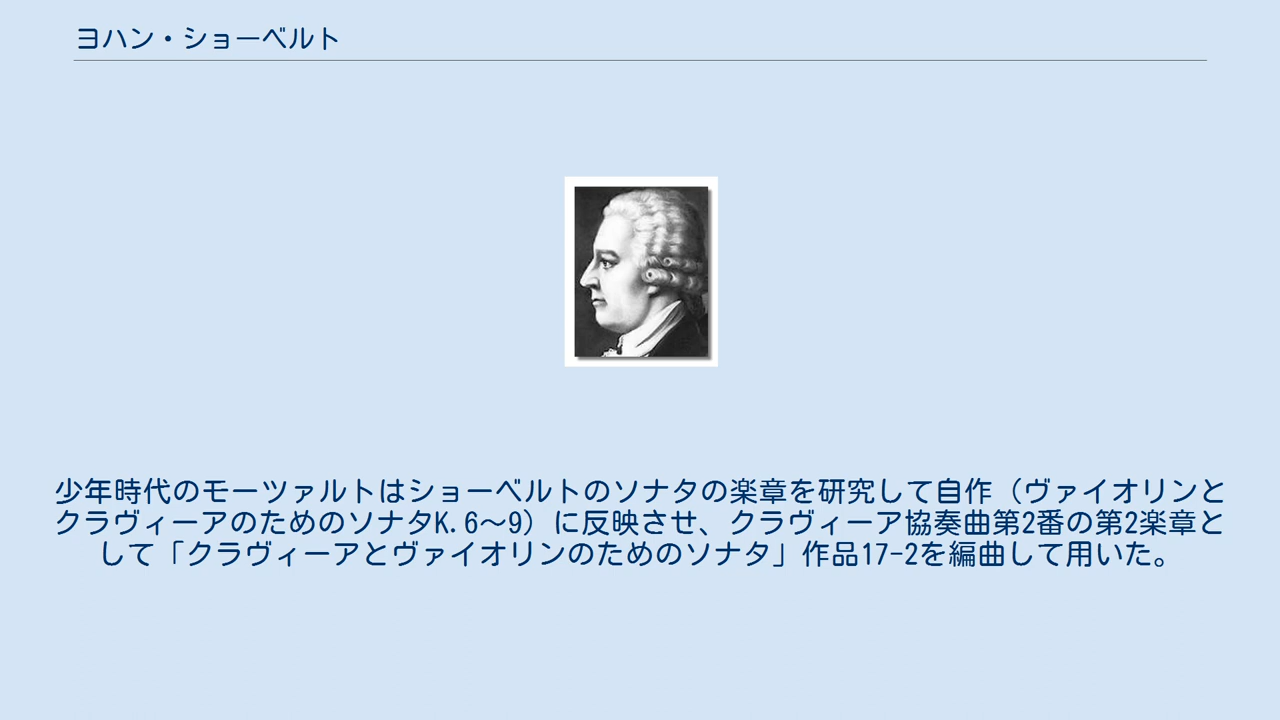 ヨハン・ショーベルト
少年時代のモーツァルトはショーベルトのソナタの楽章を研究して自作（ヴァイオリンと
クラヴィーアのためのソナタK.6〜9）に反映させ、クラヴィーア協奏曲第2番の第2楽章と
して「クラヴィーアとヴァイオリンのためのソナタ」作品17-2を編曲して用いた。